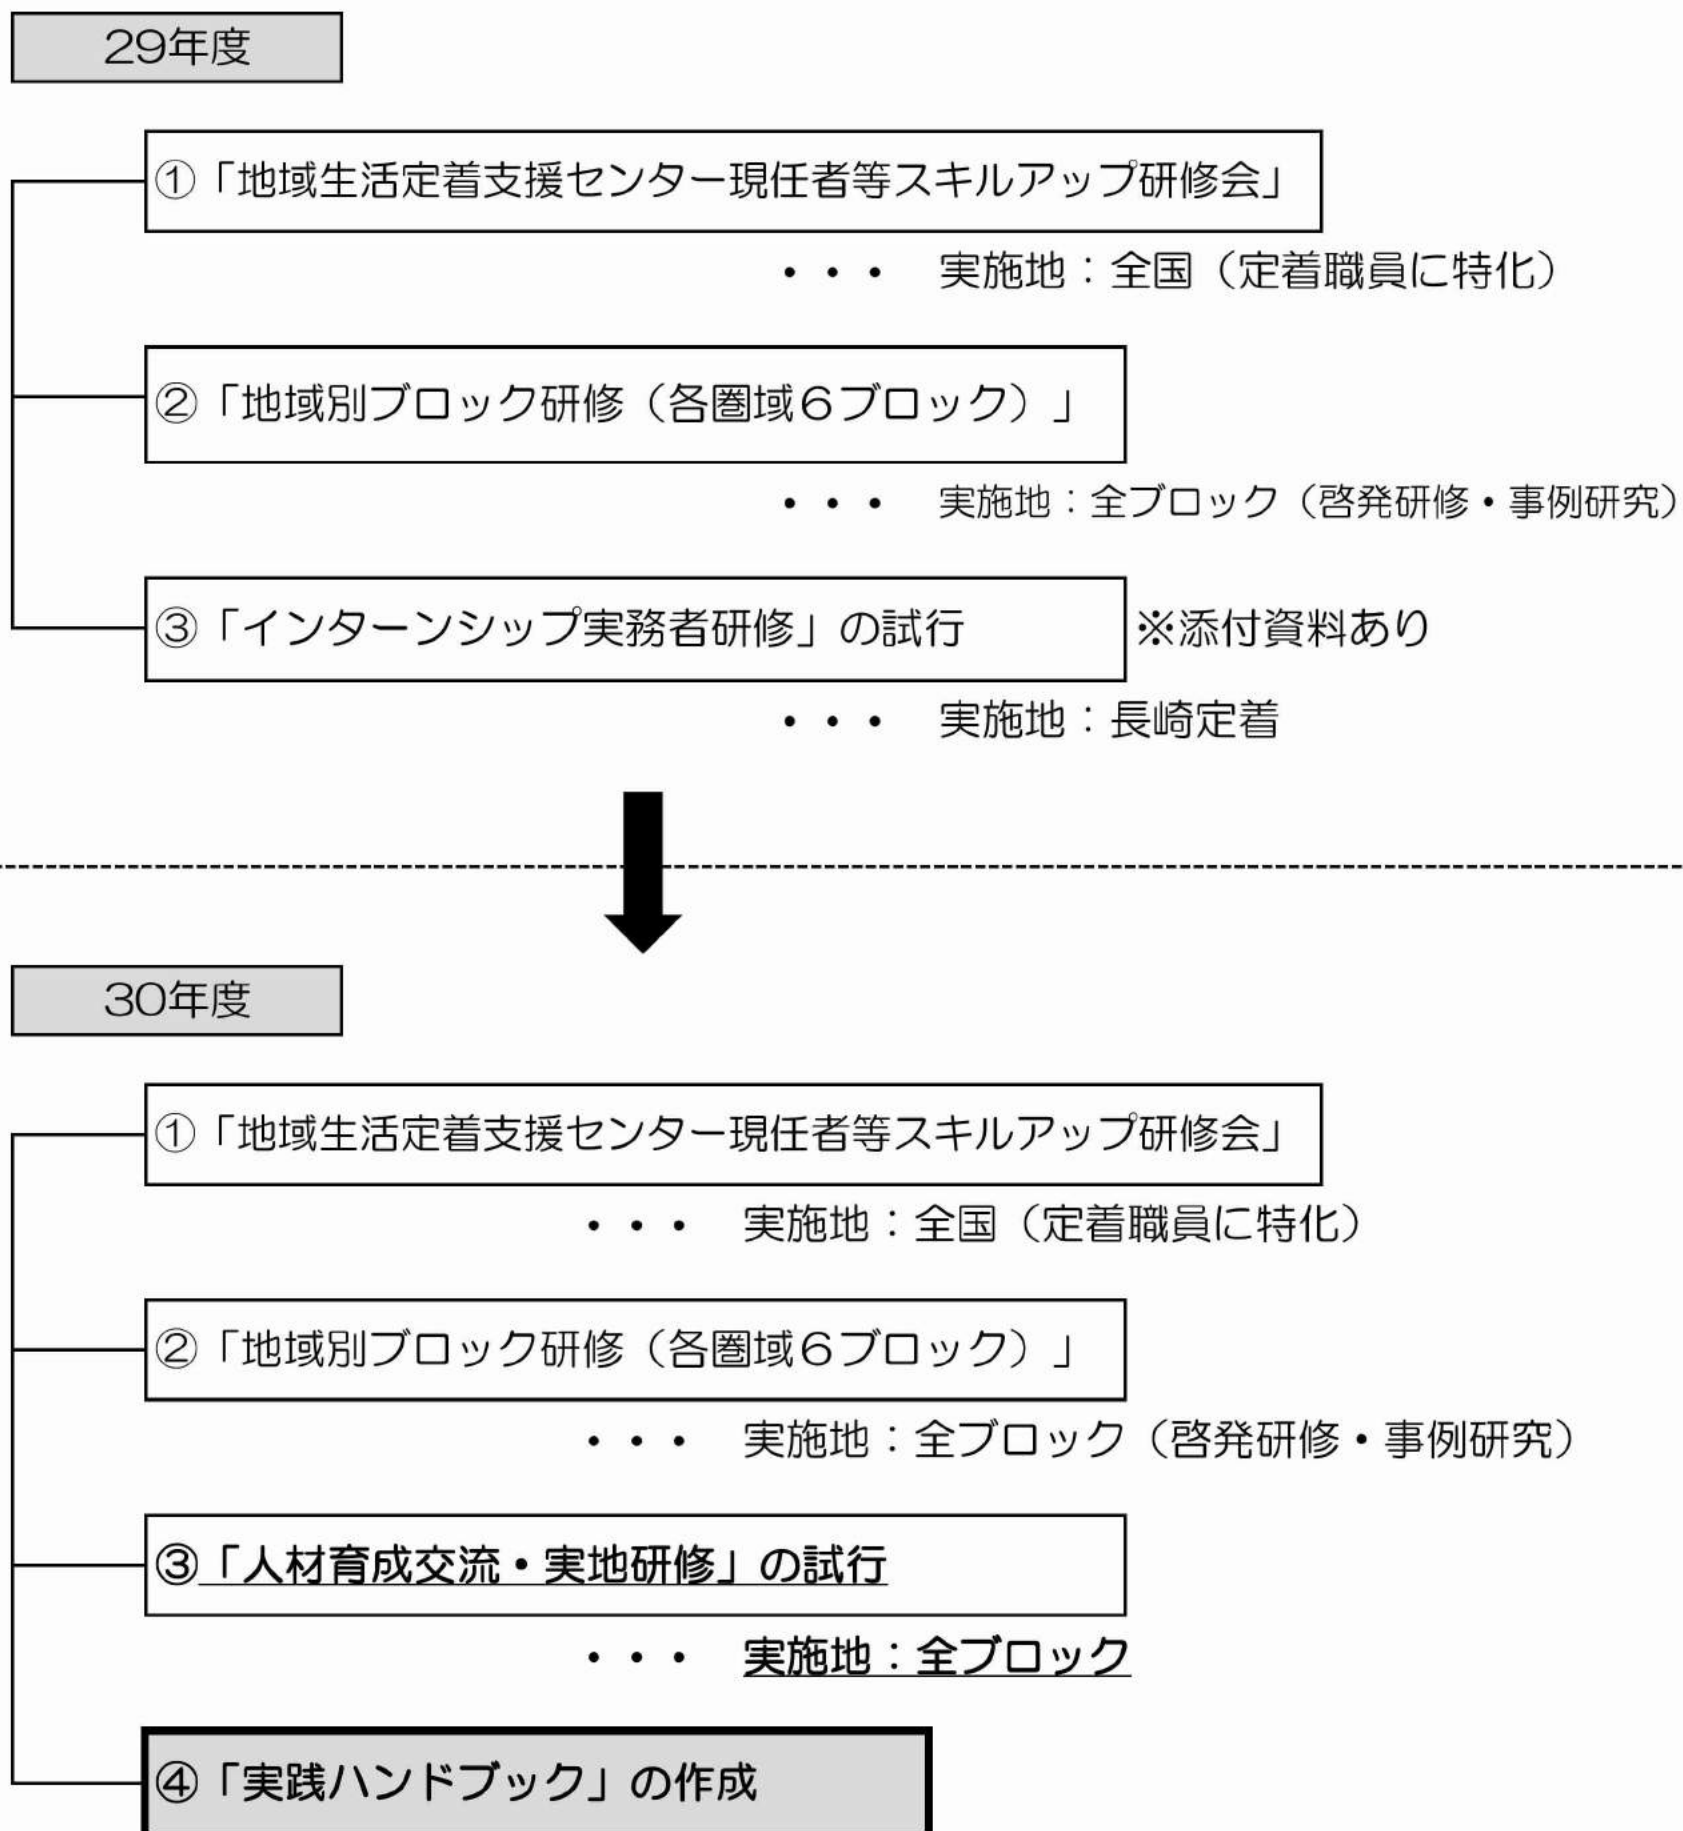 29年度
①「地域生活定着支援センター現任者等スキルアップ研修会」
・・・　実施地：全国（定着職員に特化）
②「地域別ブロック研修（各圏域６ブロック）」
・・・　実施地：全ブロック（啓発研修・事例研究）
③「インターンシップ実務者研修」の試行
※添付資料あり
・・・　実施地：長崎定着
30年度
①「地域生活定着支援センター現任者等スキルアップ研修会」
・・・　実施地：全国（定着職員に特化）
②「地域別ブロック研修（各圏域６ブロック）」
・・・　実施地：全ブロック（啓発研修・事例研究）
③「人材育成交流・実地研修」の試行
・・・　実施地：全ブロック
④「実践ハンドブック」の作成